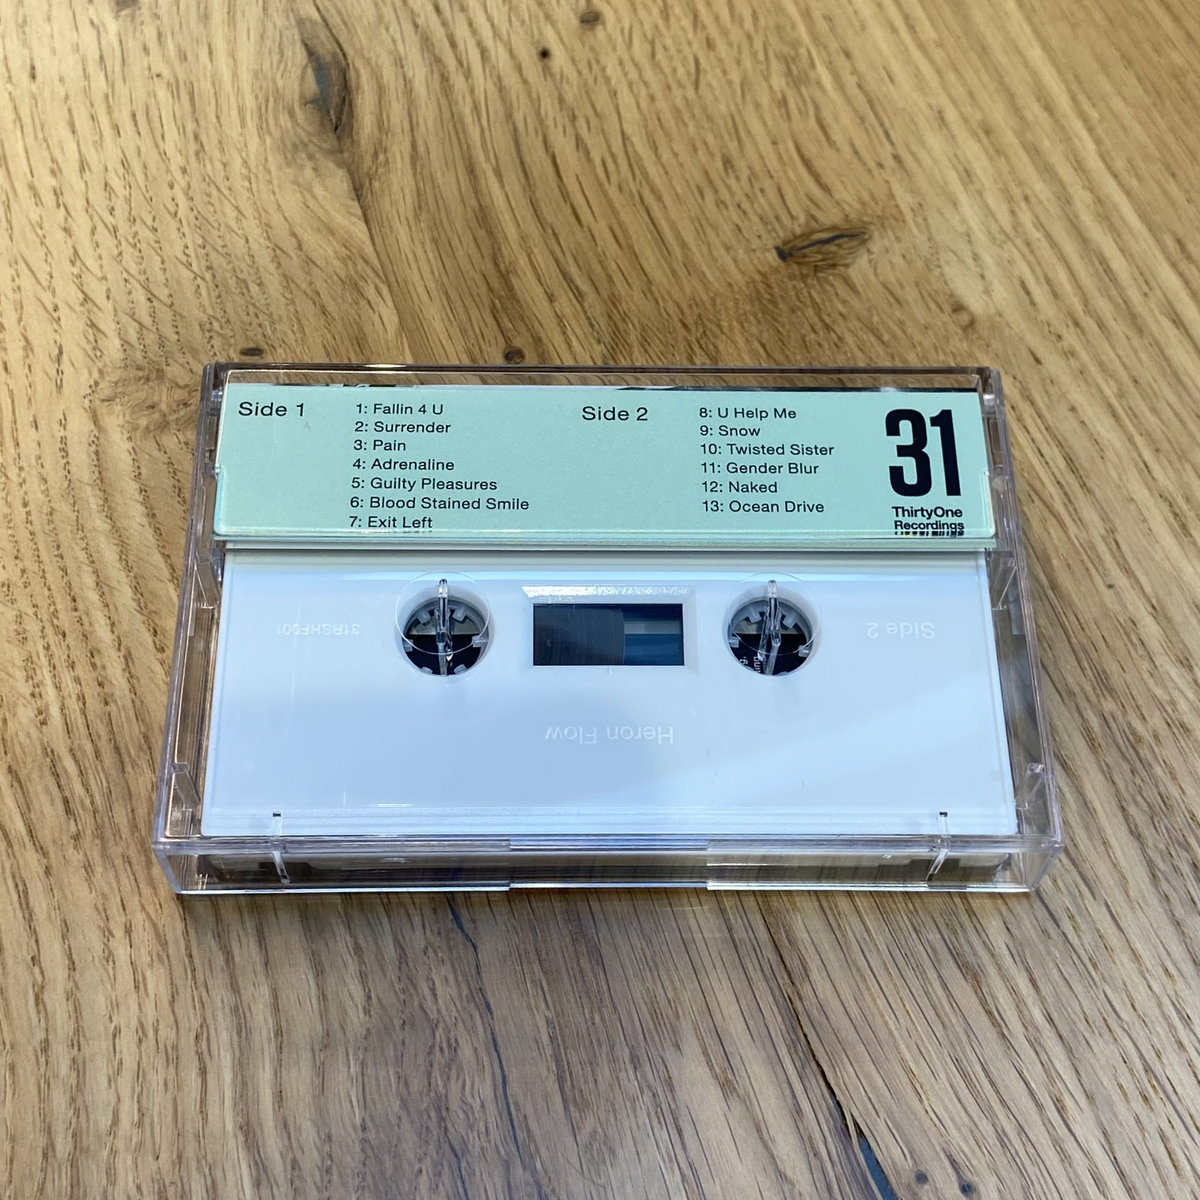 Side 1
1: Fallin 4 U
2: Surrender
3: Pain
4: Adrenaline
5: Guilty Pleasures
6: Blood Stained Smile
7: Exit Left
Side 2
8: U Help Me
9: Snow
10: Twisted Sister
11: Gender Blur
12: Naked
13: Ocean Drive
31
ThirtyOne
Recordings
Side 2
31RSHF001
Heron Flow